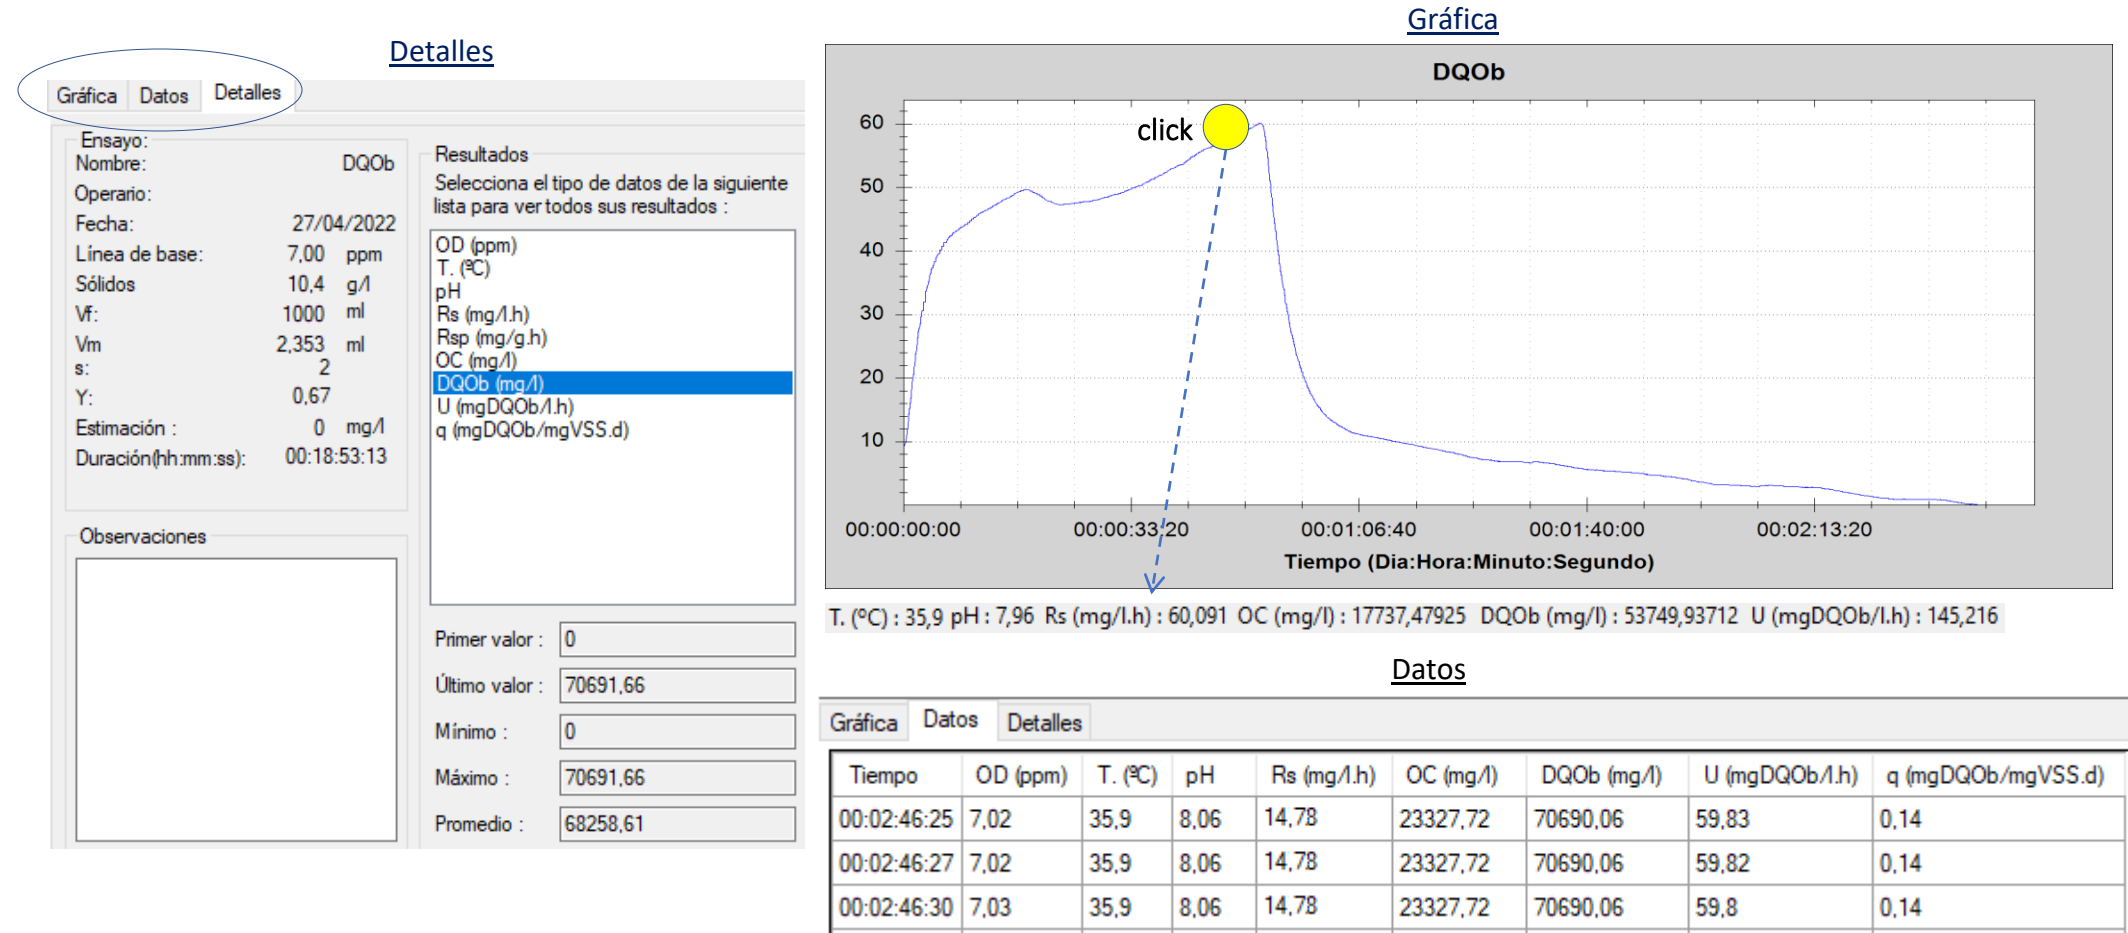 Detalles
Gráfica Datos Detalles
Ensayo:
Nombre: DQOb
Operario:
Fecha: 27/04/2022
Línea de base: 7,00 ppm
Sólidos 10,4 g/l
Vf: 1000 ml
Vm 2,353 ml
s: 2
Y: 0,67
Estimación : 0 mg/l
Duración(hh:mm:ss): 00:18:53:13
Observaciones
Resultados
Selecciona el tipo de datos de la siguiente
lista para ver todos sus resultados :
OD (ppm)
T. (ºC)
pH
Rs (mg/l.h)
Rsp (mg/g.h)
OC (mg/l)
DQOb (mg/l)
U (mgDQOb/l.h)
q (mgDQOb/mgVSS.d)
Primer valor : 0
Último valor : 70691,66
Mínimo : 0
Máximo : 70691,66
Promedio : 68258,61
Gráfica
DQOb
click
60
50
40
30
20
10
00:00:00:00 00:00:33:20 00:01:06:40 00:01:40:00 00:02:13:20
Tiempo (Dia:Hora:Minuto:Segundo)
T. (ºC) : 35,9 pH : 7,96 Rs (mg/l.h) : 60,091 OC (mg/l) : 17737,47925 DQOb (mg/l) : 53749,93712 U (mgDQOb/l.h) : 145,216
Datos
Gráfica Datos Detalles
Tiempo OD (ppm) T. (ºC) pH Rs (mg/l.h) OC (mg/l) DQOb (mg/l) U (mgDQOb/l.h) q (mgDQOb/mgVSS.d)
00:02:46:25 7,02 35,9 8,06 14,78 23327,72 70690,06 59,83 0,14
00:02:46:27 7,02 35,9 8,06 14,78 23327,72 70690,06 59,82 0,14
00:02:46:30 7,03 35,9 8,06 14,78 23327,72 70690,06 59,8 0,14